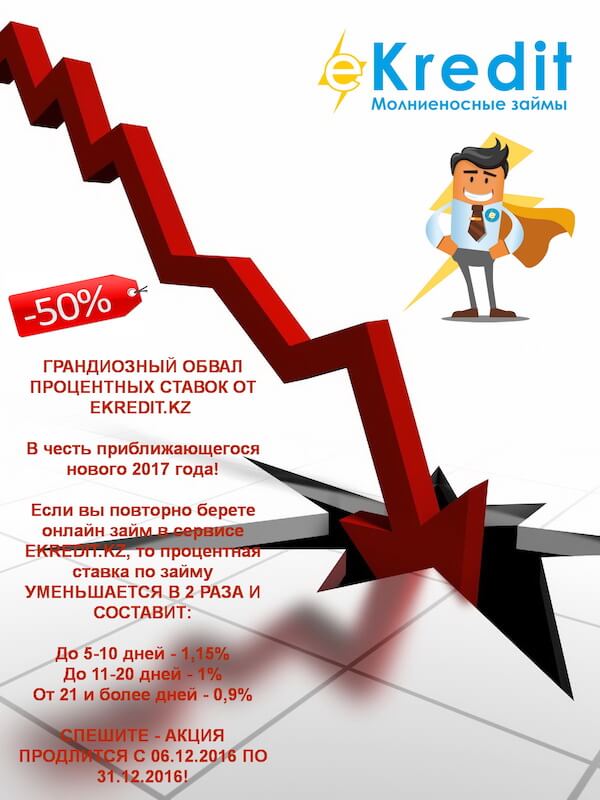 eKredit
Молниеносные займы
-50%
ГРАНДИОЗНЫЙ ОБВАЛ
ПРОЦЕНТНЫХ СТАВОК ОТ
EKREDIT.KZ
В честь приближающегося
нового 2017 года!
Если вы повторно берете
онлайн займ в сервисе
EKREDIT.KZ, то процентная
ставка по займу
УМЕНЬШАЕТСЯ В 2 РАЗА И
СОСТАВИТ:
До 5-10 дней - 1,15%
До 11-20 дней - 1%
От 21 и более дней - 0,9%
СПЕШИТЕ - АКЦИЯ
ПРОДЛИТСЯ С 06.12.2016 ПО
31.12.2016!